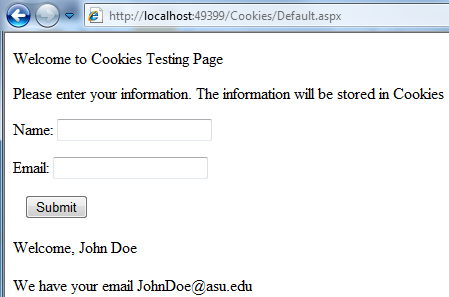 http://localhost:49399/Cookies/Default.aspx
Welcome to Cookies Testing Page
Please enter your information. The information will be stored in Cookies
Name:
Email:
Submit
Welcome, John Doe
We have your email JohnDoe@asu.edu